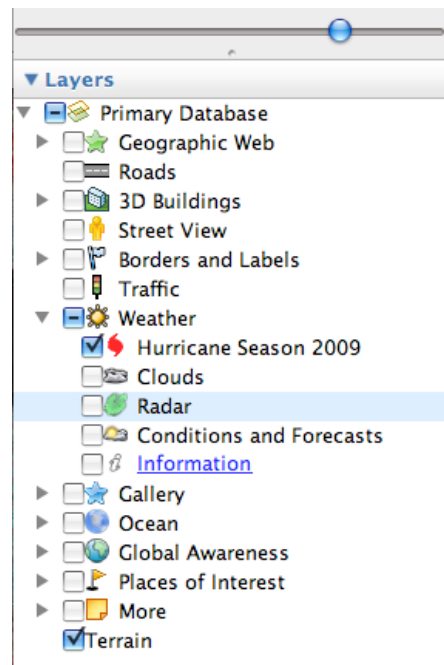 Layers
Primary Database
Geographic Web
Roads
3D Buildings
Street View
Borders and Labels
Traffic
Weather
Hurricane Season 2009
Clouds
Radar
Conditions and Forecasts
Information
Gallery
Ocean
Global Awareness
Places of Interest
More
Terrain